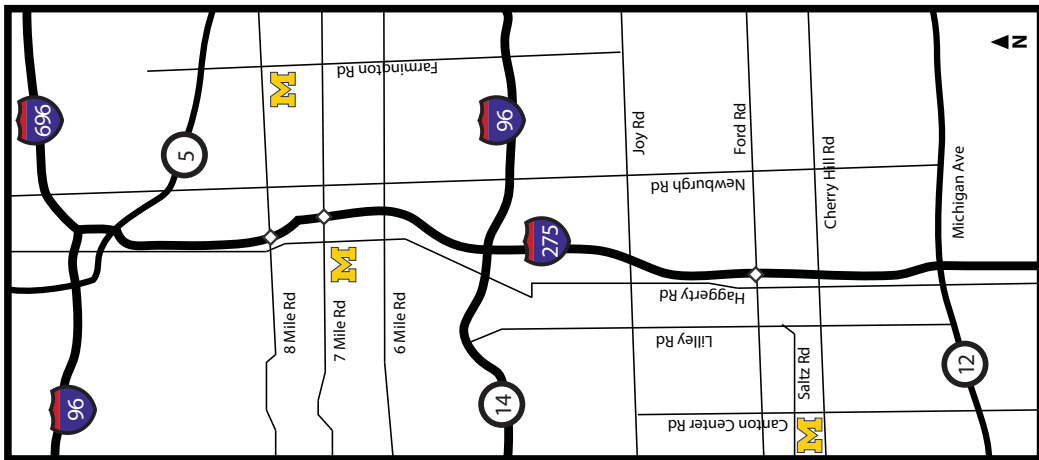 696
5
M
Farmington Rd
96
Joy Rd
Ford Rd
Cherry Hill Rd
Newburgh Rd
Michigan Ave
N
275
M
8 Mile Rd
7 Mile Rd
6 Mile Rd
Haggerty Rd
Lilley Rd
96
14
Saltz Rd
12
Canton Center Rd
M